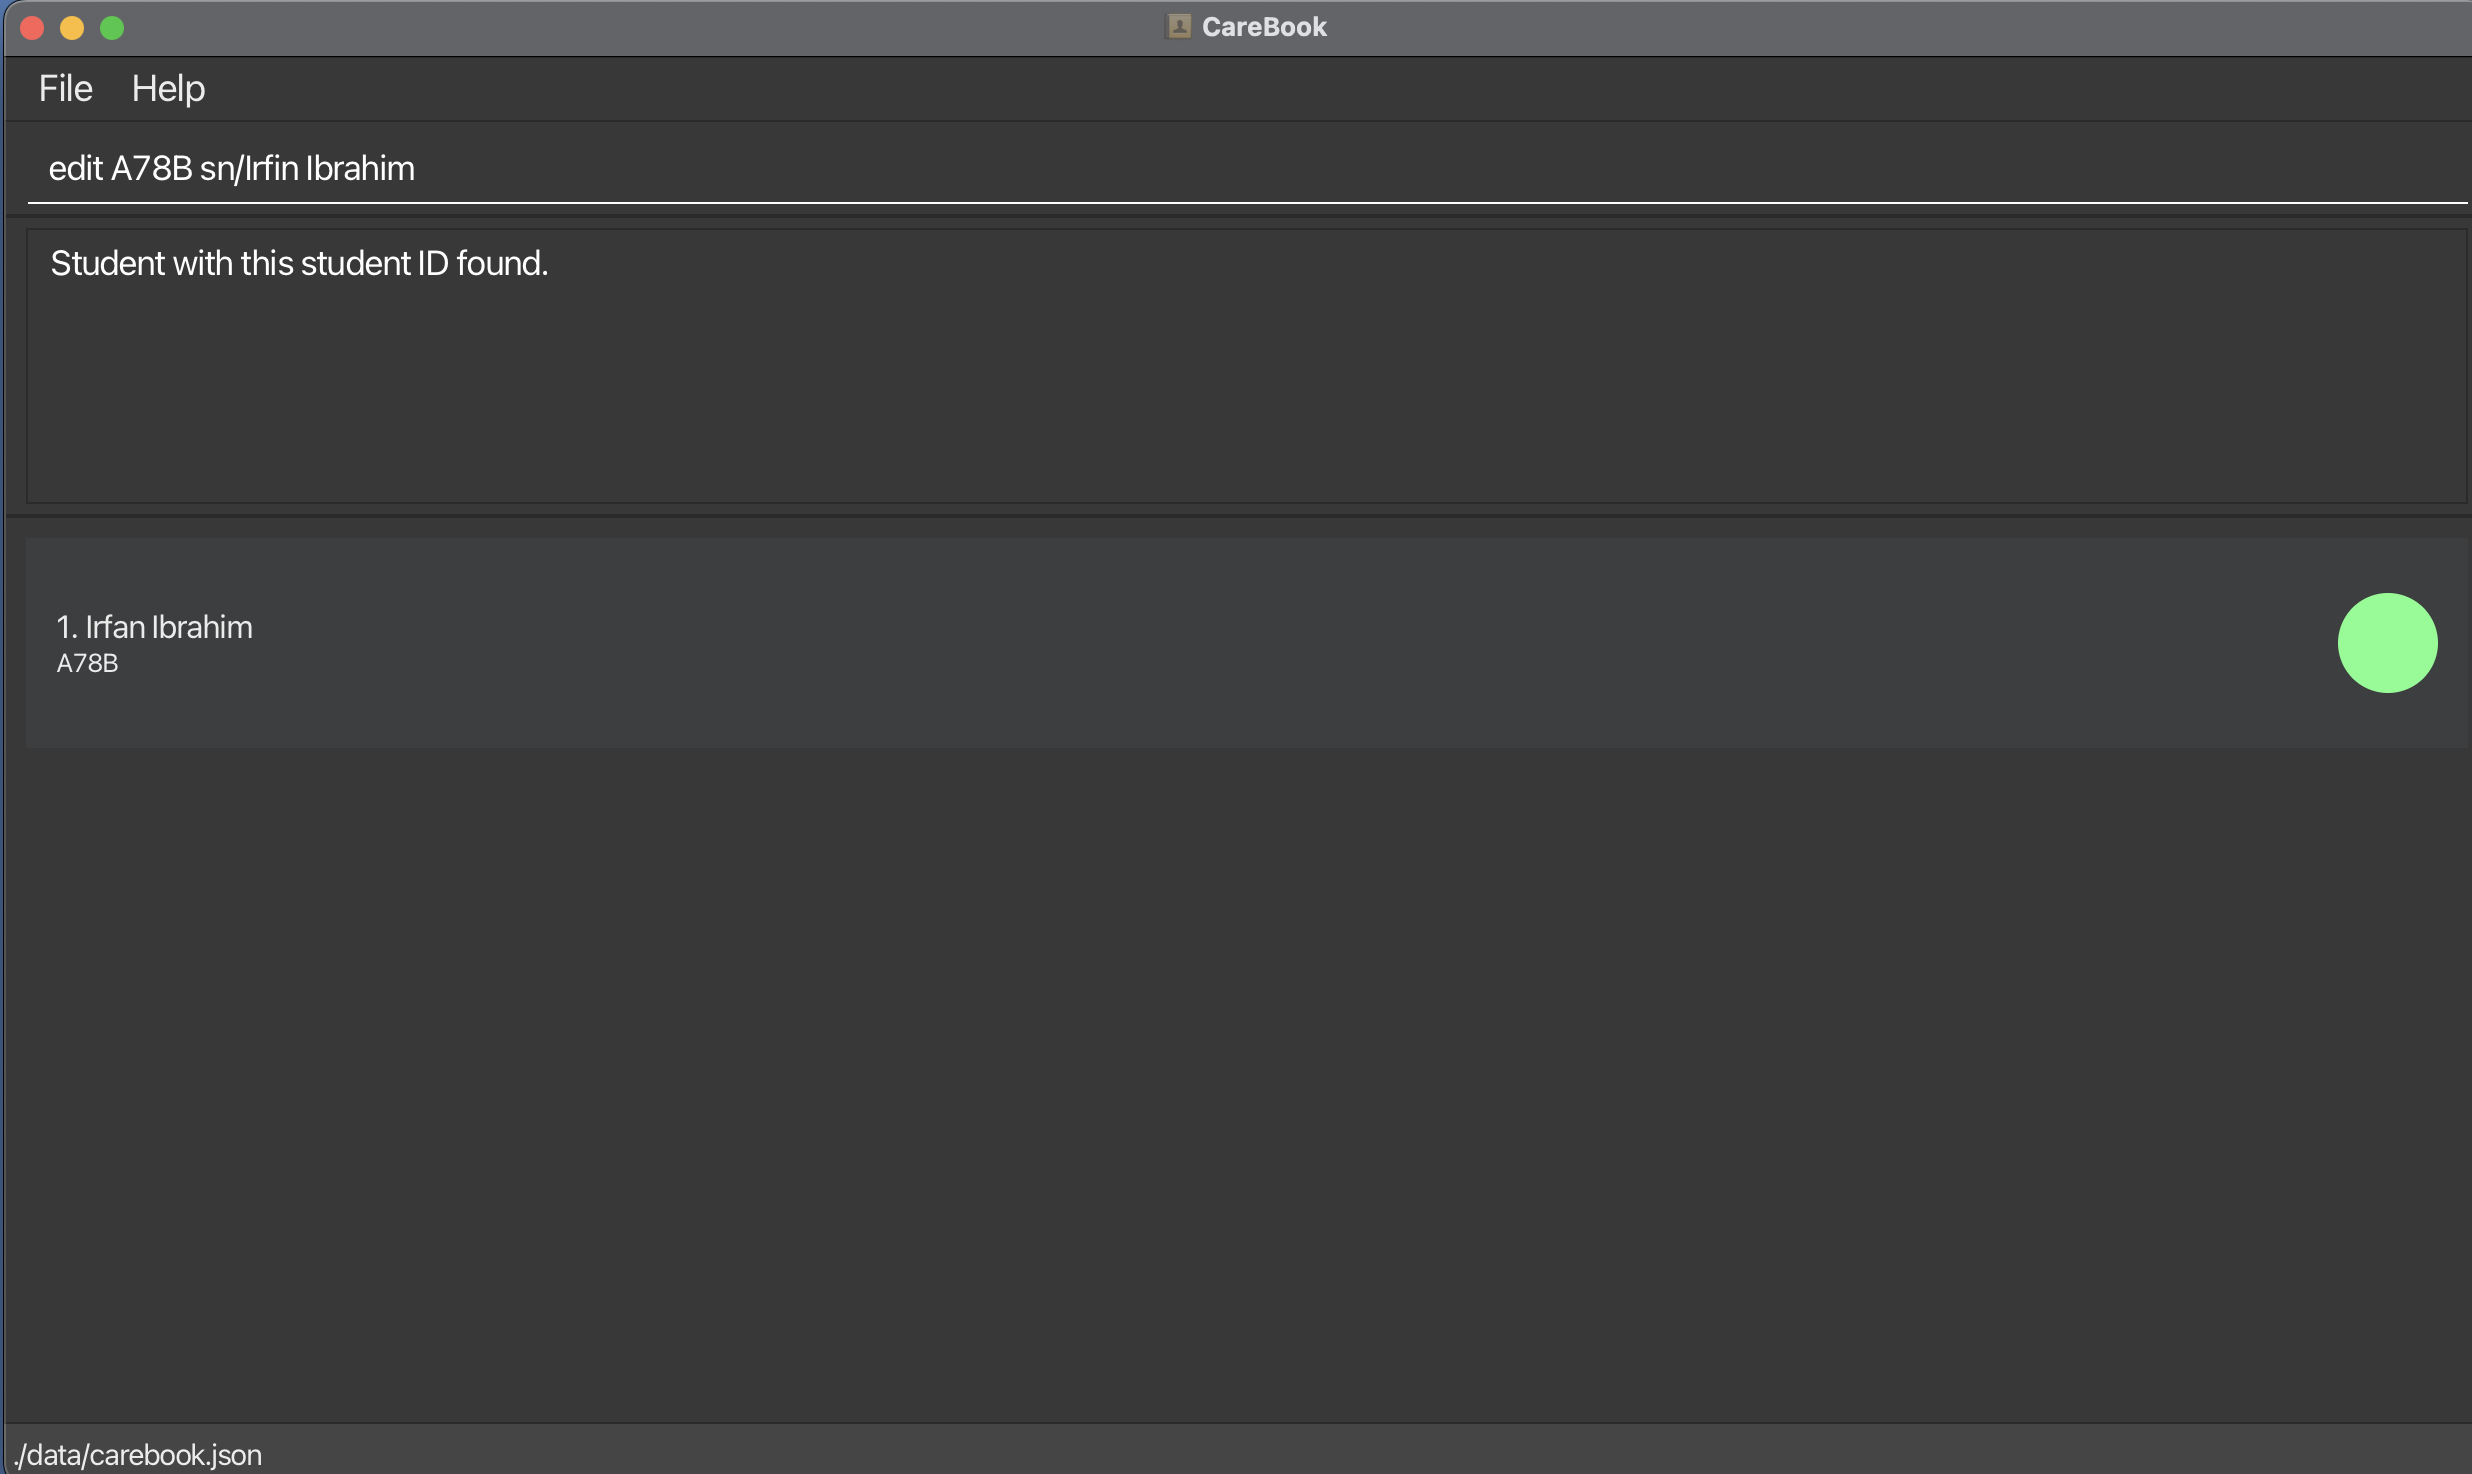 CareBook
File Help
edit A78B sn/Irfin Ibrahim
Student with this student ID found.
1. Irfan Ibrahim
A78B
./data/carebook.json